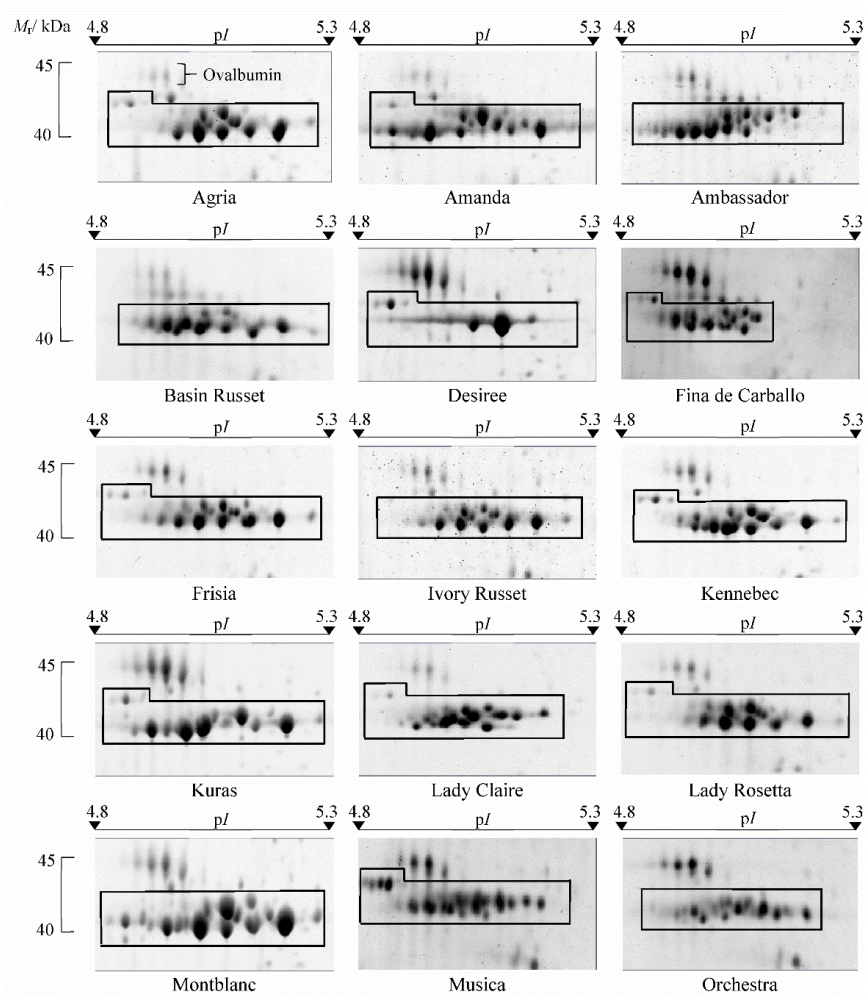 4.8 5.3 4.8 5.3 4.8 5.3
Mr/ kDa pI pI pI
45
Ovalbumin
40
Agria Amanda Ambassador
4.8 5.3 4.8 5.3 4.8 5.3
pI pI pI
45
40
Basin Russet Desiree Fina de Carballo
4.8 5.3 4.8 5.3 4.8 5.3
pI pI pI
45
40
Frisia Ivory Russet Kennebec
4.8 5.3 4.8 5.3 4.8 5.3
pI pI pI
45
40
Kuras Lady Claire Lady Rosetta
4.8 5.3 4.8 5.3 4.8 5.3
pI pI pI
45
40
Montblanc Musica Orchestra